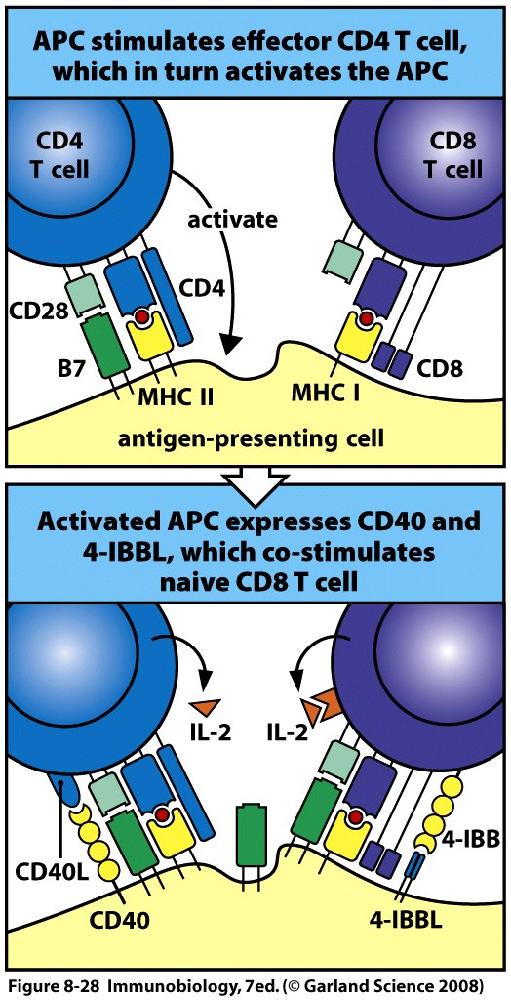 APC stimulates effector CD4 T cell,
which in turn activates the APC
CD4
T cell
CD8
T cell
activate
CD4
CD28
B7
MHC II
MHC I
CD8
antigen-presenting cell
Activated APC expresses CD40 and
4-IBBL, which co-stimulates
naive CD8 T cell
IL-2
IL-2
CD40L
4-IBB
CD40
4-IBBL
Figure 8-28 Immunobiology, 7ed. (© Garland Science 2008)